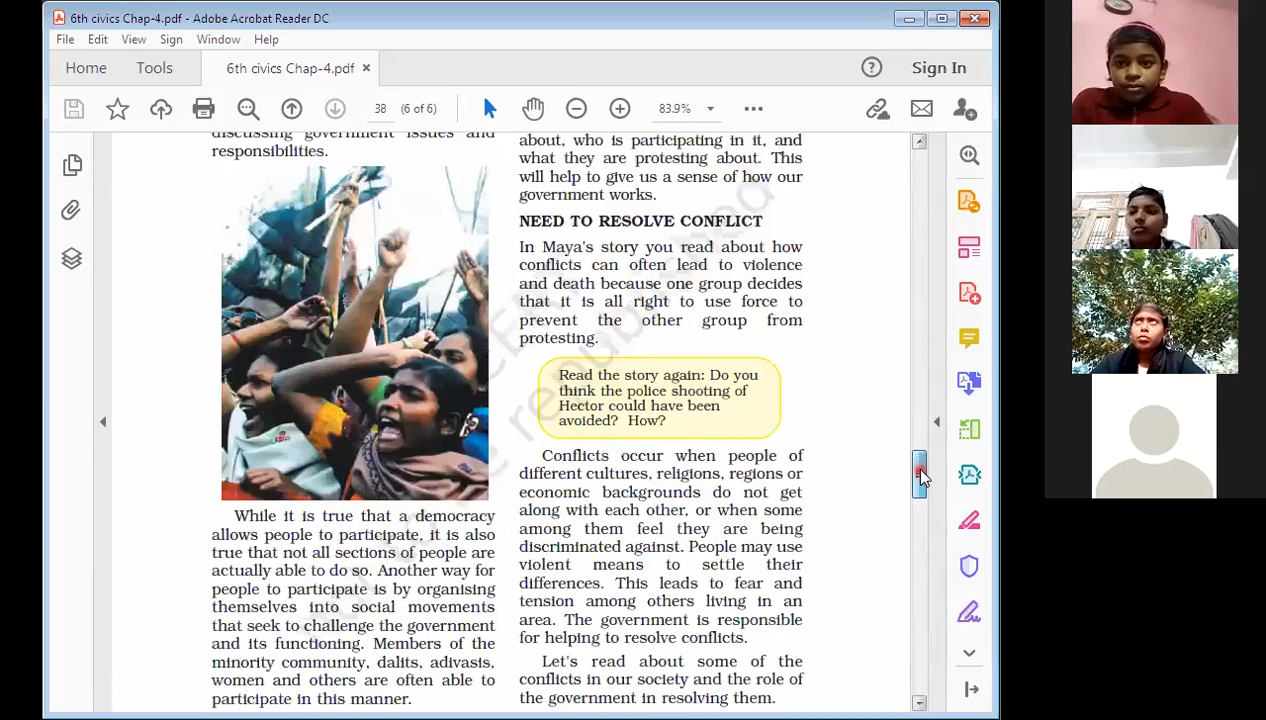 6th civics Chap-4.pdf - Adobe Acrobat Reader DC
File Edit View Sign Window Help
Home Tools 6th civics Chap-4.pdf × Sign In
38 (6 of 6) 83.9%
discussing government issues and
responsibilities.
While it is true that a democracy
allows people to participate, it is also
true that not all sections of people are
actually able to do so. Another way for
people to participate is by organising
themselves into social movements
that seek to challenge the government
and its functioning. Members of the
minority community, dalits, adivasis,
women and others are often able to
participate in this manner.
about, who is participating in it, and
what they are protesting about. This
will help to give us a sense of how our
government works.
NEED TO RESOLVE CONFLICT
In Maya's story you read about how
conflicts can often lead to violence
and death because one group decides
that it is all right to use force to
prevent the other group from
protesting.
Read the story again: Do you
think the police shooting of
Hector could have been
avoided? How?
Conflicts occur when people of
different cultures, religions, regions or
economic backgrounds do not get
along with each other, or when some
among them feel they are being
discriminated against. People may use
violent means to settle their
differences. This leads to fear and
tension among others living in an
area. The government is responsible
for helping to resolve conflicts.
Let's read about some of the
conflicts in our society and the role of
the government in resolving them.